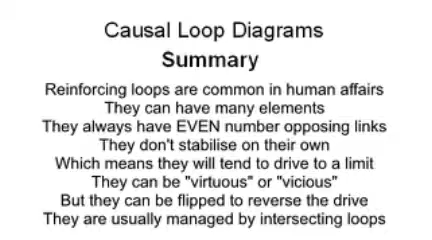 Causal Loop Diagrams
Summary
Reinforcing loops are common in human affairs
They can have many elements
They always have EVEN number opposing links
They don't stabilise on their own
Which means they will tend to drive to a limit
They can be "virtuous" or "vicious"
But they can be flipped to reverse the drive
They are usually managed by intersecting loops